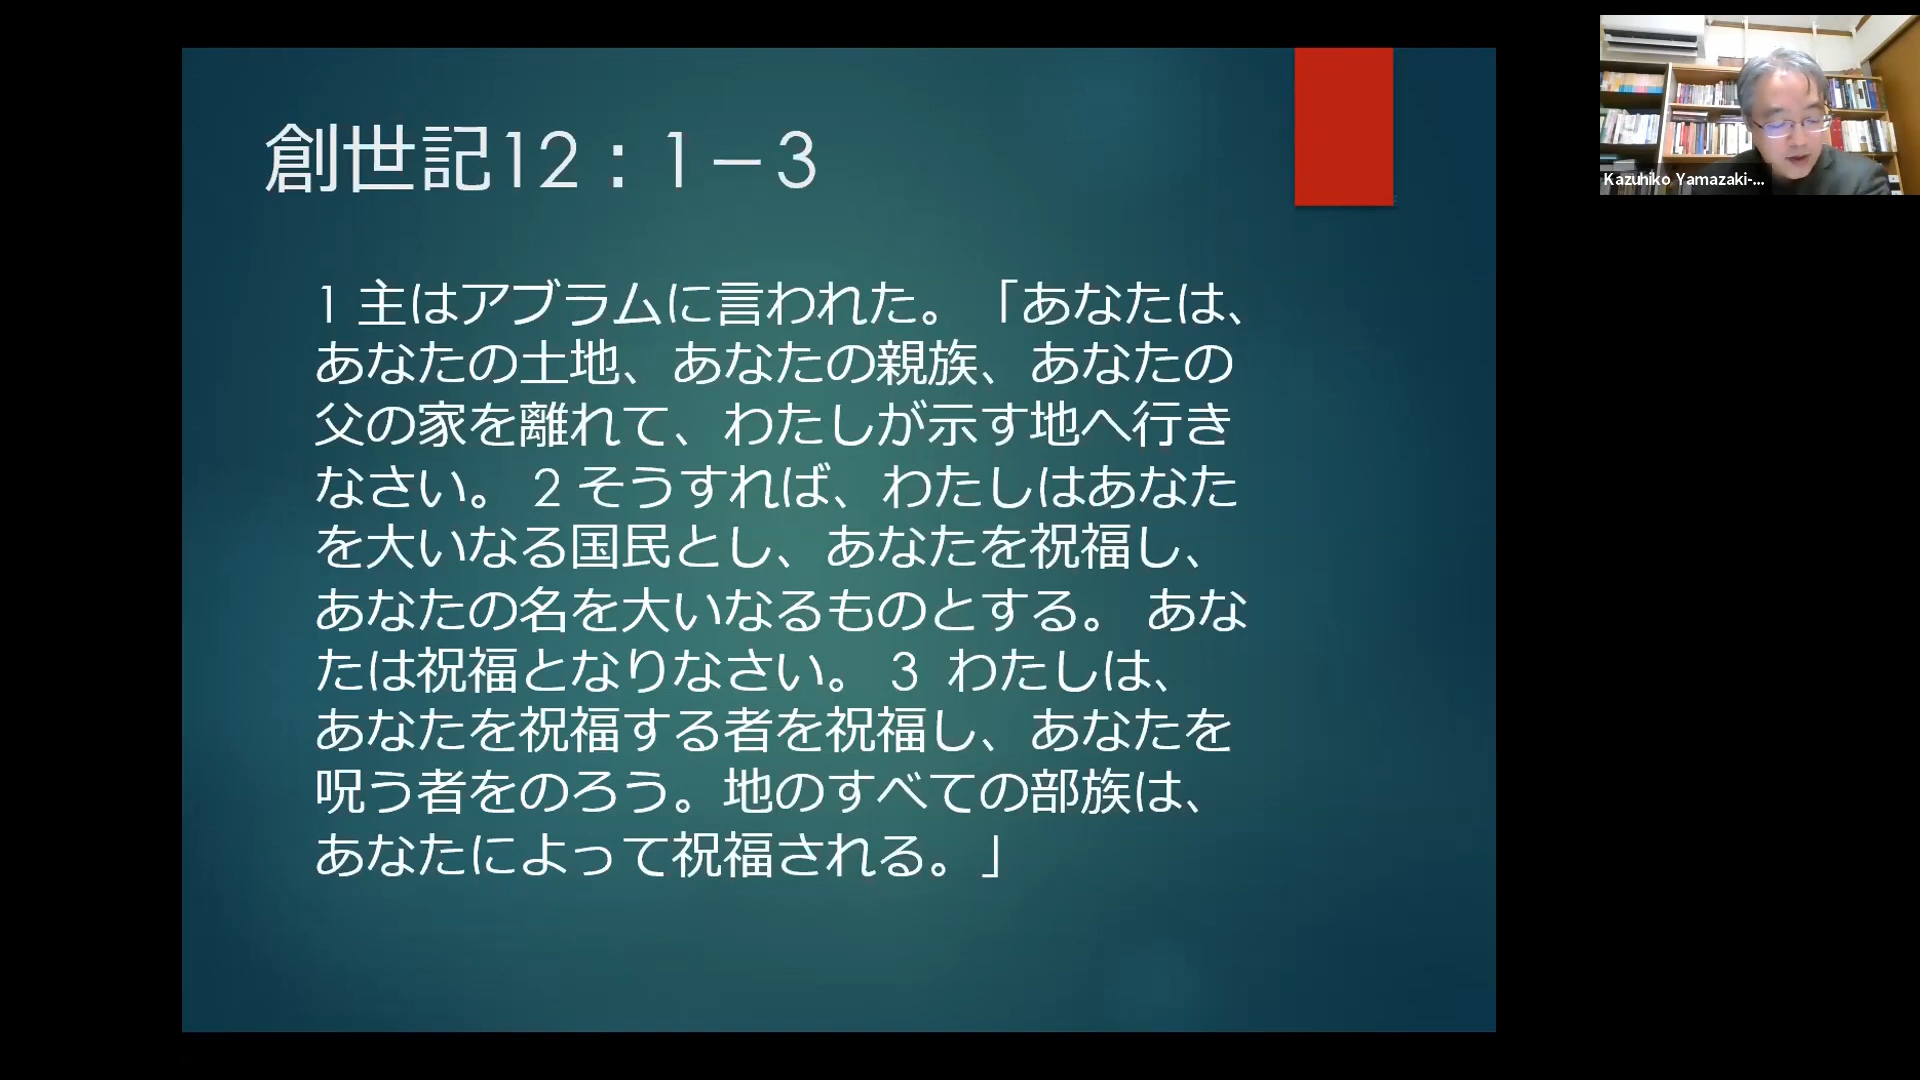 創世記12：1－3
1 主はアブラムに言われた。「あなたは、
あなたの土地、あなたの親族、あなたの
父の家を離れて、わたしが示す地へ行き
なさい。 2 そうすれば、わたしはあなた
を大いなる国民とし、あなたを祝福し、
あなたの名を大いなるものとする。 あな
たは祝福となりなさい。 3 わたしは、
あなたを祝福する者を祝福し、あなたを
呪う者をのろう。地のすべての部族は、
あなたによって祝福される。」
Kazuhiko Yamazaki-...